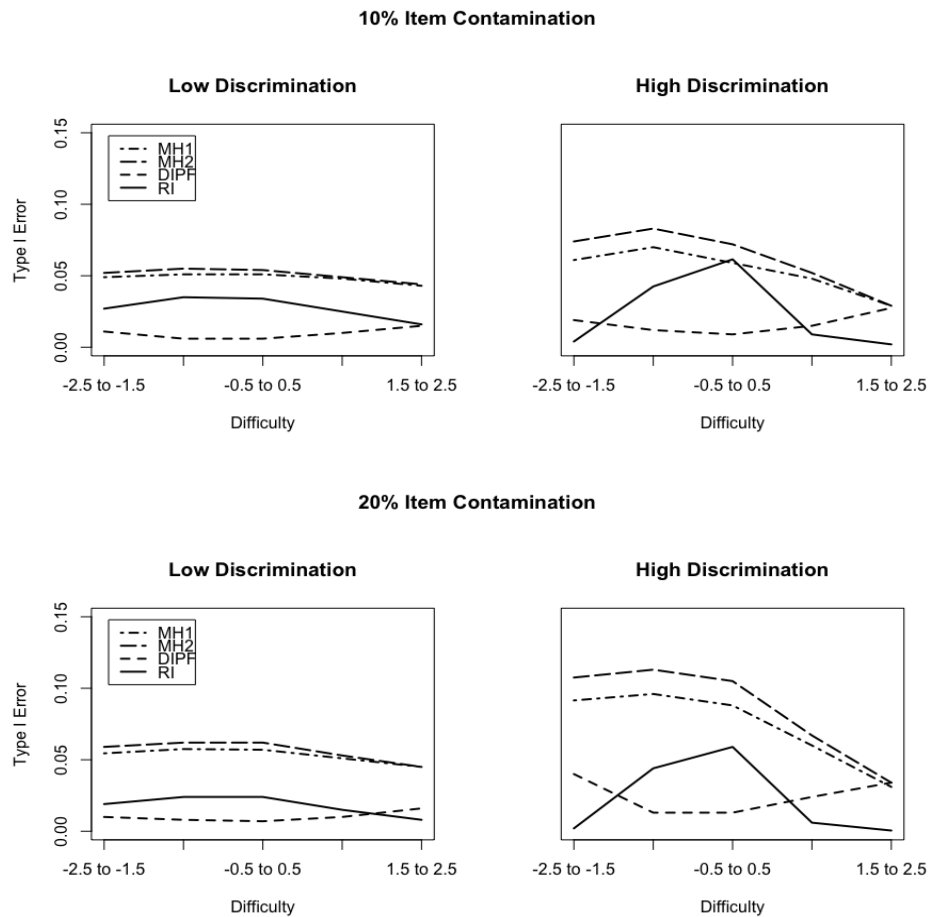 10% Item Contamination
Low Discrimination
High Discrimination
Type I Error
0.15
0.10
0.05
0.00
MH1
MH2
DIPF
RI
-2.5 to -1.5
-0.5 to 0.5
1.5 to 2.5
-2.5 to -1.5
-0.5 to 0.5
1.5 to 2.5
Difficulty
Difficulty
20% Item Contamination
Low Discrimination
High Discrimination
Type I Error
0.15
0.10
0.05
0.00
MH1
MH2
DIPF
RI
-2.5 to -1.5
-0.5 to 0.5
1.5 to 2.5
-2.5 to -1.5
-0.5 to 0.5
1.5 to 2.5
Difficulty
Difficulty